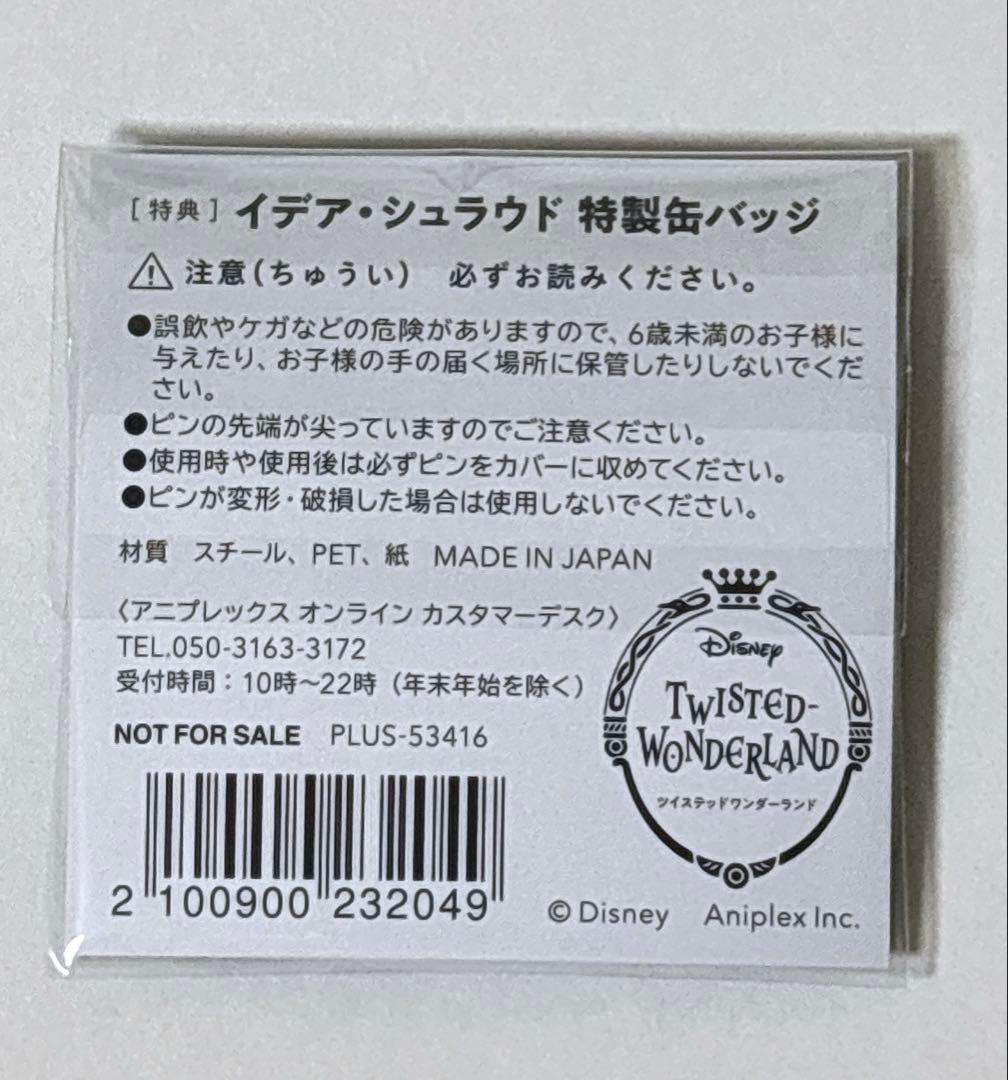 ［特典］イデア・シュラウド 特製缶バッジ
注意(ちゅうい)　必ずお読みください。
●誤飲やケガなどの危険がありますので、6歳未満のお子様に
与えたり、お子様の手の届く場所に保管したりしないでくだ
さい。
●ピンの先端が尖っていますのでご注意ください。
●使用時や使用後は必ずピンをカバーに収めてください。
●ピンが変形・破損した場合は使用しないでください。
材質　スチール、PET、紙　MADE IN JAPAN
〈アニプレックス オンライン カスタマーデスク〉
TEL.050-3163-3172
受付時間：10時～22時（年末年始を除く）
NOT FOR SALE　PLUS-53416
2 100900 232049
Disney
TWISTED-
WONDERLAND
ツイステッドワンダーランド
© Disney　Aniplex Inc.